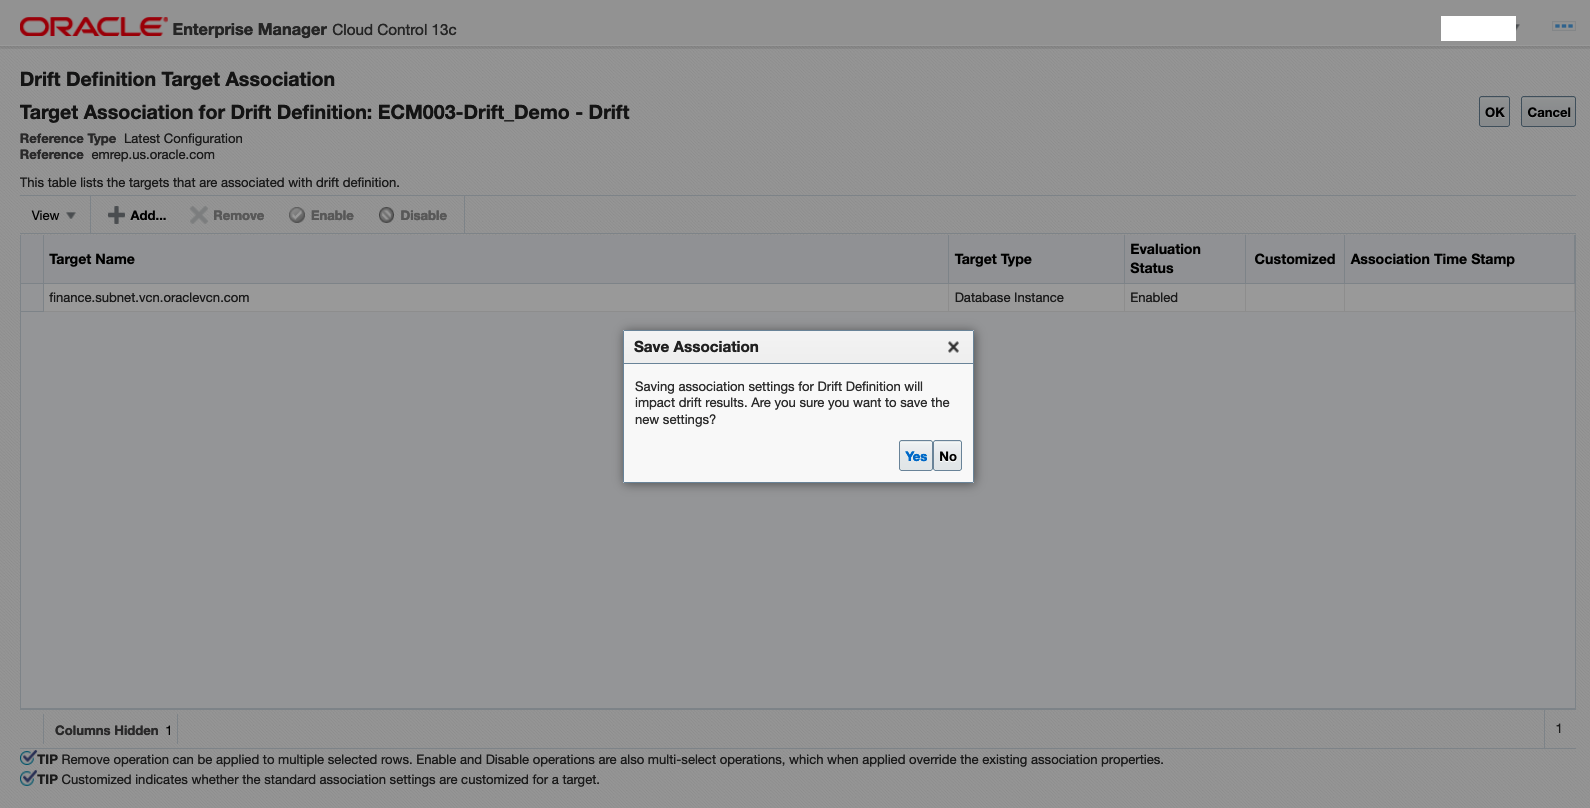 ORACLE Enterprise Manager Cloud Control 13c
Drift Definition Target Association
Target Association for Drift Definition: ECM003-Drift_Demo - Drift
OK Cancel
Reference Type Latest Configuration
Reference emrep.us.oracle.com
This table lists the targets that are associated with drift definition.
View Add... Remove Enable Disable
Target Name Target Type Evaluation Status Customized Association Time Stamp
finance.subnet.vcn.oraclevcn.com Database Instance Enabled
Save Association
Saving association settings for Drift Definition will
impact drift results. Are you sure you want to save the
new settings?
Yes No
Columns Hidden 1 1
TIP Remove operation can be applied to multiple selected rows. Enable and Disable operations are also multi-select operations, which when applied override the existing association properties.
TIP Customized indicates whether the standard association settings are customized for a target.